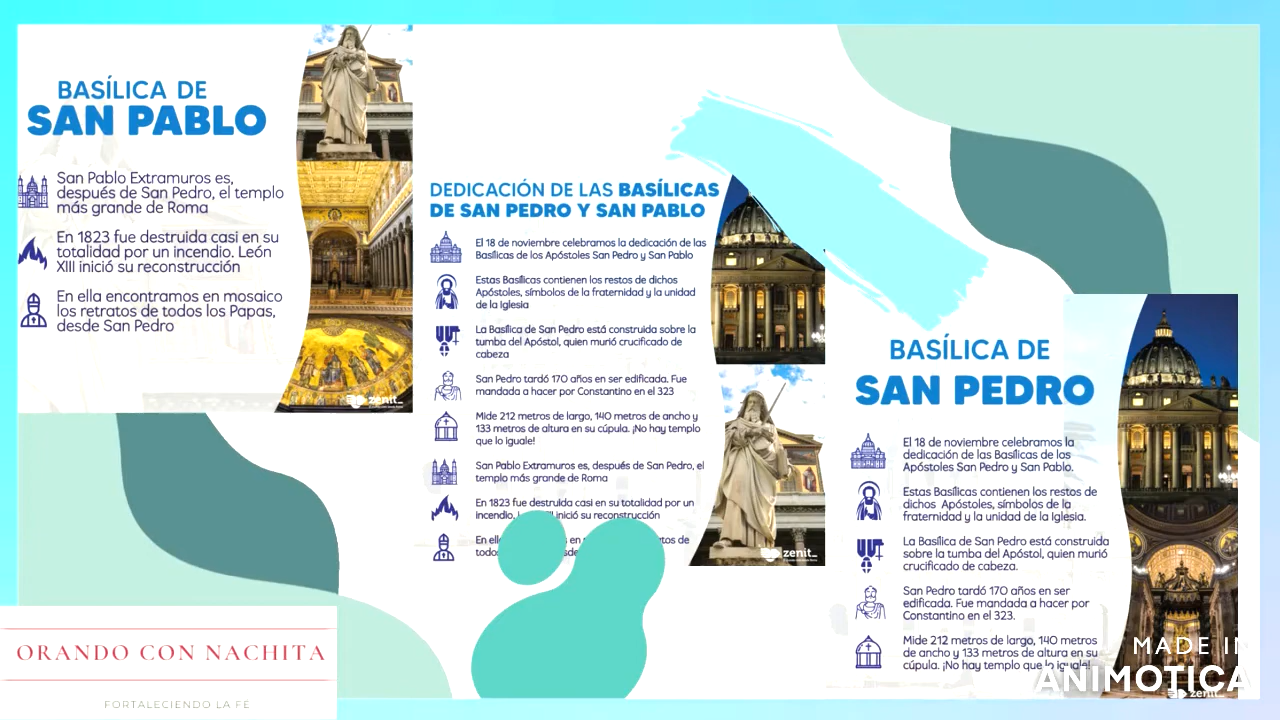 BASÍLICA DE
SAN PABLO
San Pablo Extramuros es,
después de San Pedro, el templo
más grande de Roma
En 1823 fue destruida casi en su
totalidad por un incendio. León
XIII inició su reconstrucción
En ella encontramos en mosaico
los retratos de todos los Papas,
desde San Pedro
zenit_
DEDICACIÓN DE LAS BASÍLICAS
DE SAN PEDRO Y SAN PABLO
El 18 de noviembre celebramos la dedicación de las
Basílicas de los Apóstoles San Pedro y San Pablo
Estas Basílicas contienen los restos de dichos
Apóstoles, símbolos de la fraternidad y la unidad
de la Iglesia
La Basílica de San Pedro está construida sobre la
tumba del Apóstol, quien murió crucificado de
cabeza
San Pedro tardó 170 años en ser edificada. Fue
mandada a hacer por Constantino en el 323
Mide 212 metros de largo, 140 metros de ancho y
133 metros de altura en su cúpula. ¡No hay templo
que lo iguale!
San Pablo Extramuros es, después de San Pedro, el
templo más grande de Roma
En 1823 fue destruida casi en su totalidad por un
incendio. inició su reconstrucción
En en de
zenit_
BASÍLICA DE
SAN PEDRO
El 18 de noviembre celebramos la
dedicación de las Basílicas de los
Apóstoles San Pedro y San Pablo.
Estas Basílicas contienen los restos de
dichos Apóstoles, símbolos de la
fraternidad y la unidad de la Iglesia.
La Basílica de San Pedro está construida
sobre la tumba del Apóstol, quien murió
crucificado de cabeza.
San Pedro tardó 170 años en ser
edificada. Fue mandada a hacer por
Constantino en el 323.
Mide 212 metros de largo, 140 metros
de ancho y 133 metros de altura en su
cúpula. ¡No hay templo que lo iguale!
zenit_
MADE IN
ANIMOTICA
ORANDO CON NACHITA
FORTALECIENDO LA FÉ